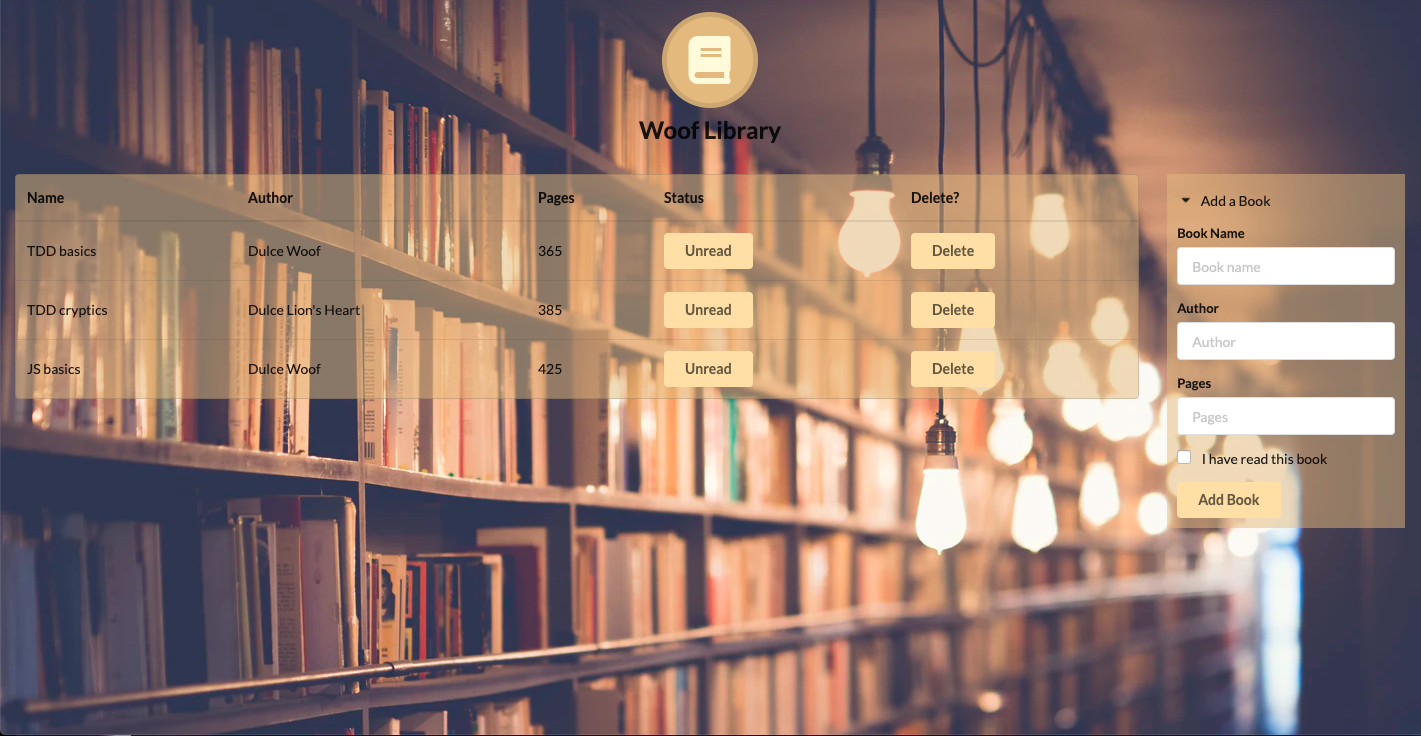 Woof Library
Name Author Pages Status Delete?
TDD basics Dulce Woof 365 Unread Delete
TDD cryptics Dulce Lion's Heart 385 Unread Delete
JS basics Dulce Woof 425 Unread Delete
Add a Book
Book Name
Book name
Author
Author
Pages
Pages
I have read this book
Add Book